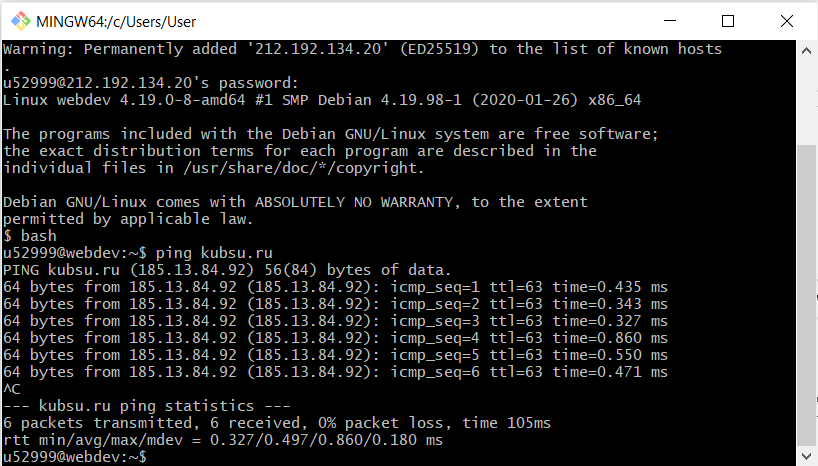 MINGW64:/c/Users/User
Warning: Permanently added '212.192.134.20' (ED25519) to the list of known hosts
.
u52999@212.192.134.20's password:
Linux webdev 4.19.0-8-amd64 #1 SMP Debian 4.19.98-1 (2020-01-26) x86_64

The programs included with the Debian GNU/Linux system are free software;
the exact distribution terms for each program are described in the
individual files in /usr/share/doc/*/copyright.

Debian GNU/Linux comes with ABSOLUTELY NO WARRANTY, to the extent
permitted by applicable law.
$ bash
u52999@webdev:~$ ping kubsu.ru
PING kubsu.ru (185.13.84.92) 56(84) bytes of data.
64 bytes from 185.13.84.92 (185.13.84.92): icmp_seq=1 ttl=63 time=0.435 ms
64 bytes from 185.13.84.92 (185.13.84.92): icmp_seq=2 ttl=63 time=0.343 ms
64 bytes from 185.13.84.92 (185.13.84.92): icmp_seq=3 ttl=63 time=0.327 ms
64 bytes from 185.13.84.92 (185.13.84.92): icmp_seq=4 ttl=63 time=0.860 ms
64 bytes from 185.13.84.92 (185.13.84.92): icmp_seq=5 ttl=63 time=0.550 ms
64 bytes from 185.13.84.92 (185.13.84.92): icmp_seq=6 ttl=63 time=0.471 ms
^C
--- kubsu.ru ping statistics ---
6 packets transmitted, 6 received, 0% packet loss, time 105ms
rtt min/avg/max/mdev = 0.327/0.497/0.860/0.180 ms
u52999@webdev:~$